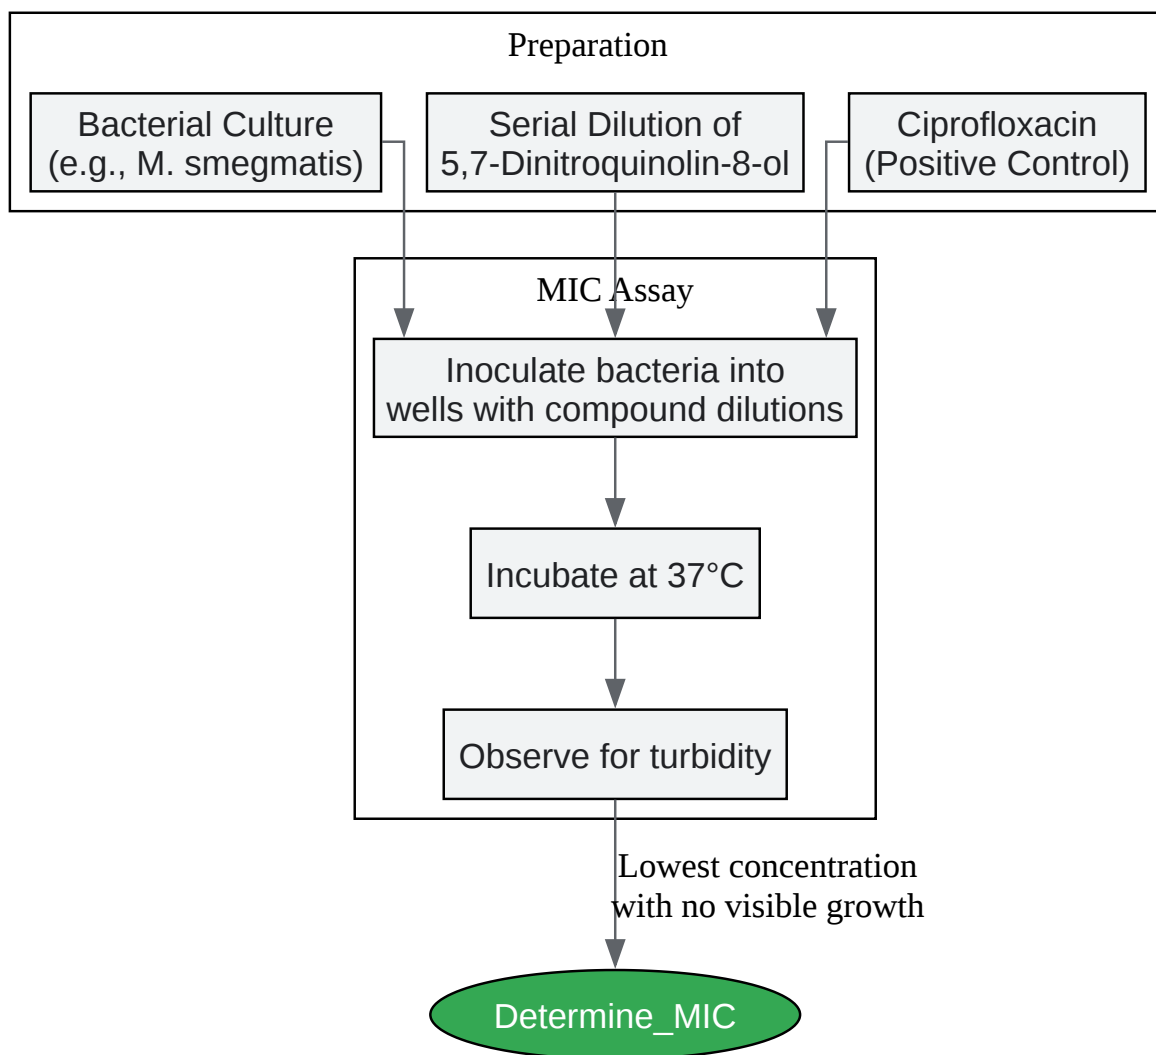 Preparation
Bacterial Culture
(e.g., M. smegmatis)
Serial Dilution of
5,7-Dinitroquinolin-8-ol
Ciprofloxacin
(Positive Control)
MIC Assay
Inoculate bacteria into
wells with compound dilutions
Incubate at 37°C
Observe for turbidity
Lowest concentration
with no visible growth
Determine_MIC